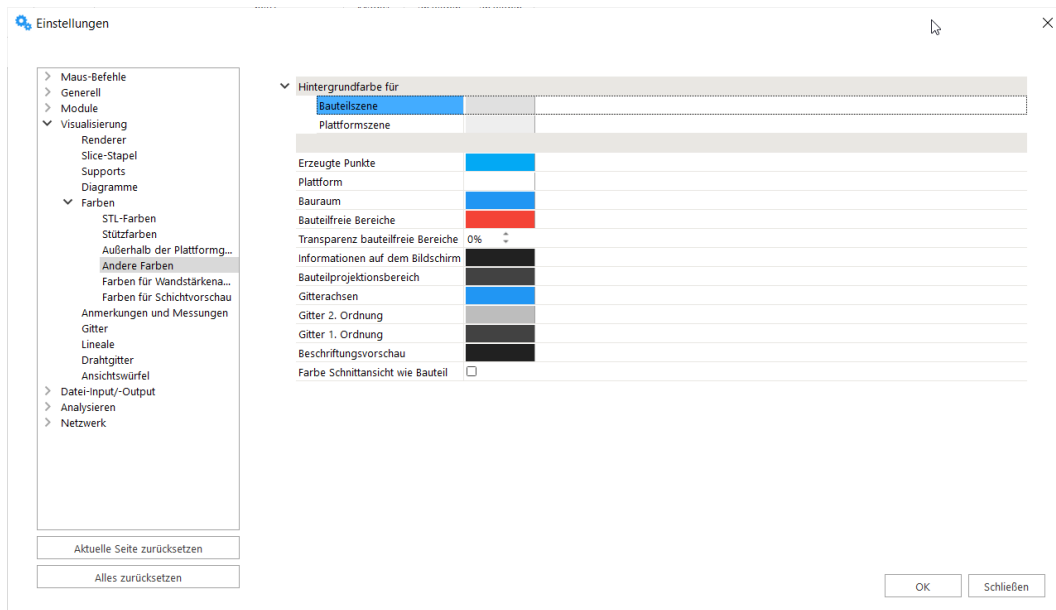 Einstellungen
Maus-Befehle
Generell
Module
Visualisierung
Renderer
Slice-Stapel
Supports
Diagramme
Farben
STL-Farben
Stützfarben
Außerhalb der Plattformg...
Andere Farben
Farben für Wandstärkena...
Farben für Schichtvorschau
Anmerkungen und Messungen
Gitter
Lineale
Drahtgitter
Ansichtswürfel
Datei-Input/-Output
Analysieren
Netzwerk
Aktuelle Seite zurücksetzen
Alles zurücksetzen
Hintergrundfarbe für
Bauteilszene
Plattformszene
Erzeugte Punkte
Plattform
Bauraum
Bauteilfreie Bereiche
Transparenz bauteilfreie Bereiche 0%
Informationen auf dem Bildschirm
Bauteilprojektionsbereich
Gitterachsen
Gitter 2. Ordnung
Gitter 1. Ordnung
Beschriftungsvorschau
Farbe Schnittansicht wie Bauteil
OK Schließen